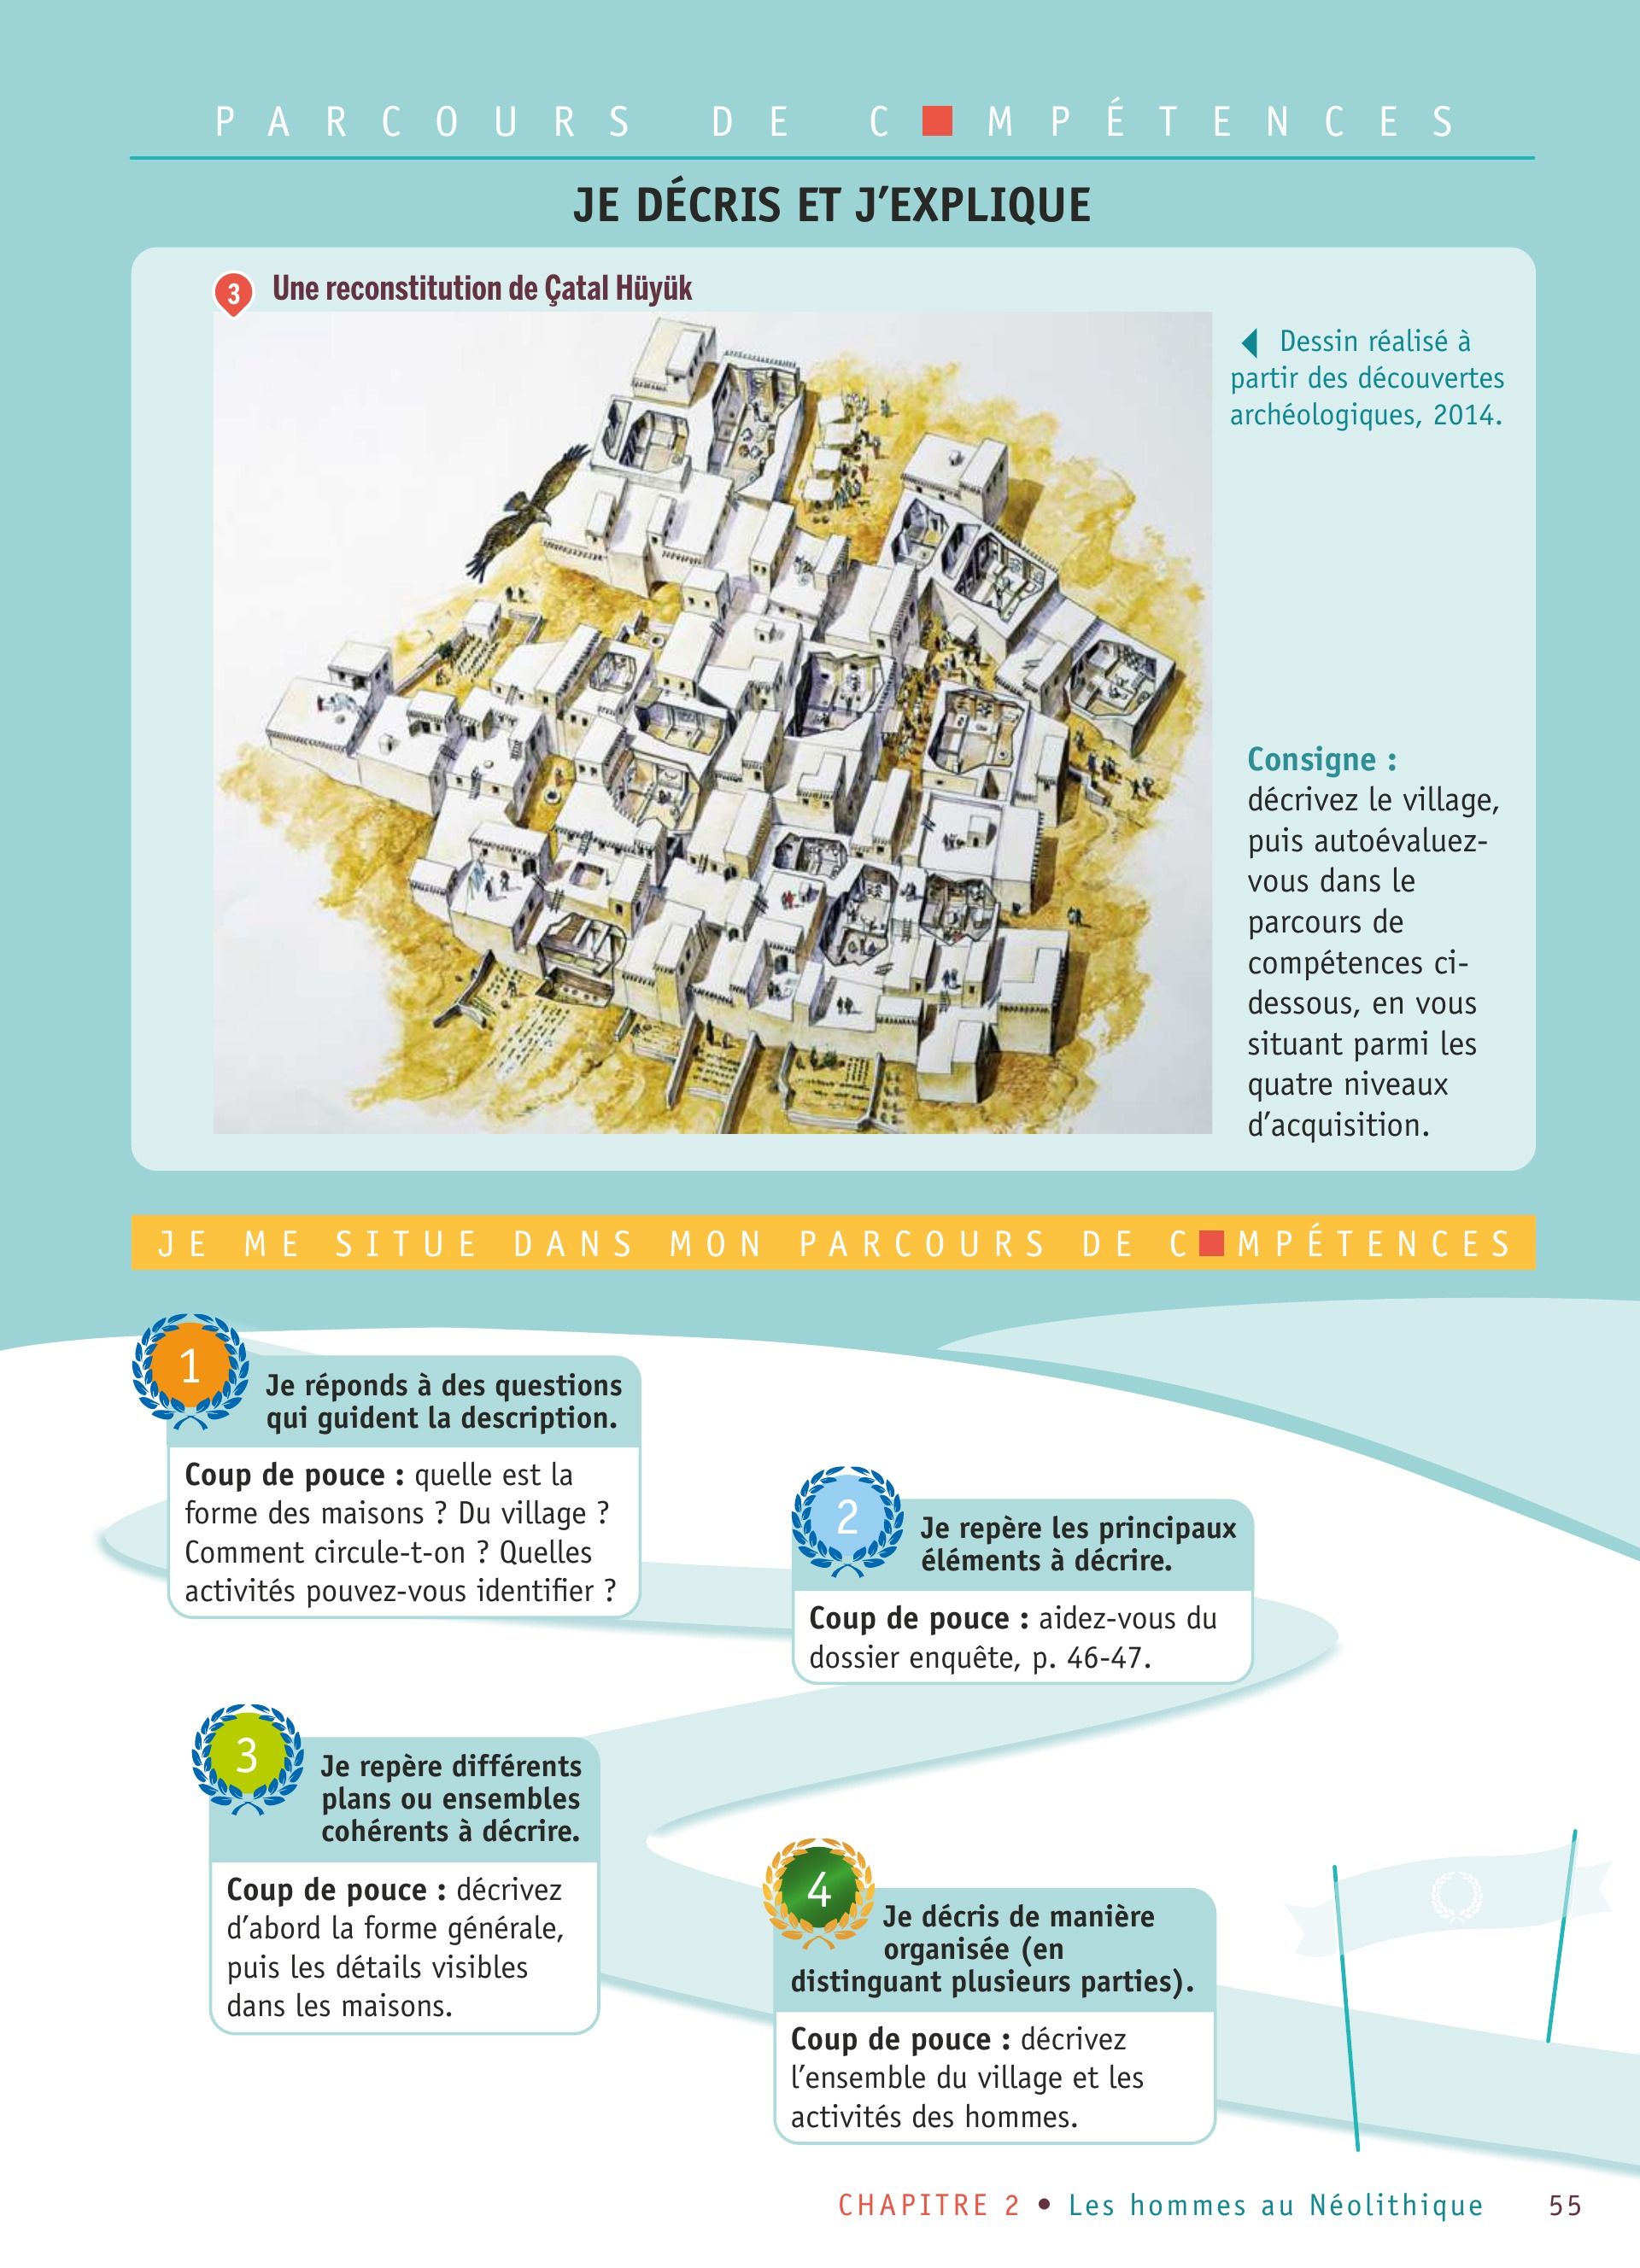 PARCOURS DE C■MPÉTENCES
JE DÉCRIS ET J'EXPLIQUE
3 Une reconstitution de Çatal Hüyük
◀ Dessin réalisé à
partir des découvertes
archéologiques, 2014.
Consigne :
décrivez le village,
puis autoévaluez-
vous dans le
parcours de
compétences ci-
dessous, en vous
situant parmi les
quatre niveaux
d'acquisition.
JE ME SITUE DANS MON PARCOURS DE C■MPÉTENCES
1
Je réponds à des questions
qui guident la description.
Coup de pouce : quelle est la
forme des maisons ? Du village ?
Comment circule-t-on ? Quelles
activités pouvez-vous identifier ?
2
Je repère les principaux
éléments à décrire.
Coup de pouce : aidez-vous du
dossier enquête, p. 46-47.
3
Je repère différents
plans ou ensembles
cohérents à décrire.
Coup de pouce : décrivez
d'abord la forme générale,
puis les détails visibles
dans les maisons.
4
Je décris de manière
organisée (en
distinguant plusieurs parties).
Coup de pouce : décrivez
l'ensemble du village et les
activités des hommes.
CHAPITRE 2 • Les hommes au Néolithique 55